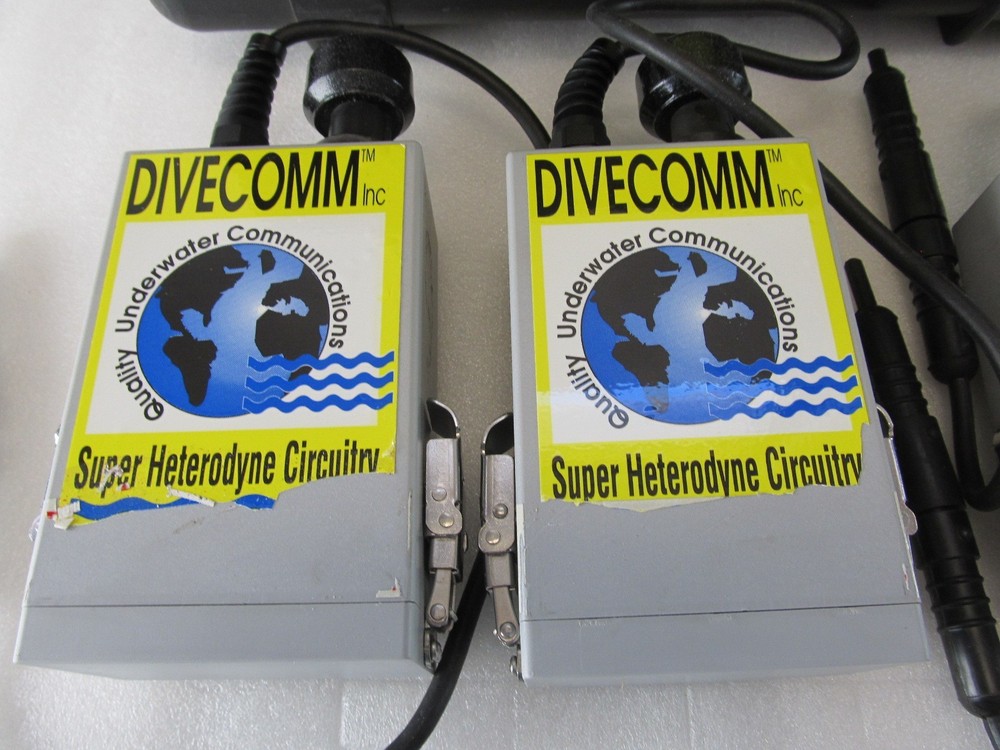 DIVECOMM™ Inc
Quality Underwater Communications
Super Heterodyne Circuitry
DIVECOMM™ Inc
Quality Underwater Communications
Super Heterodyne Circuitry